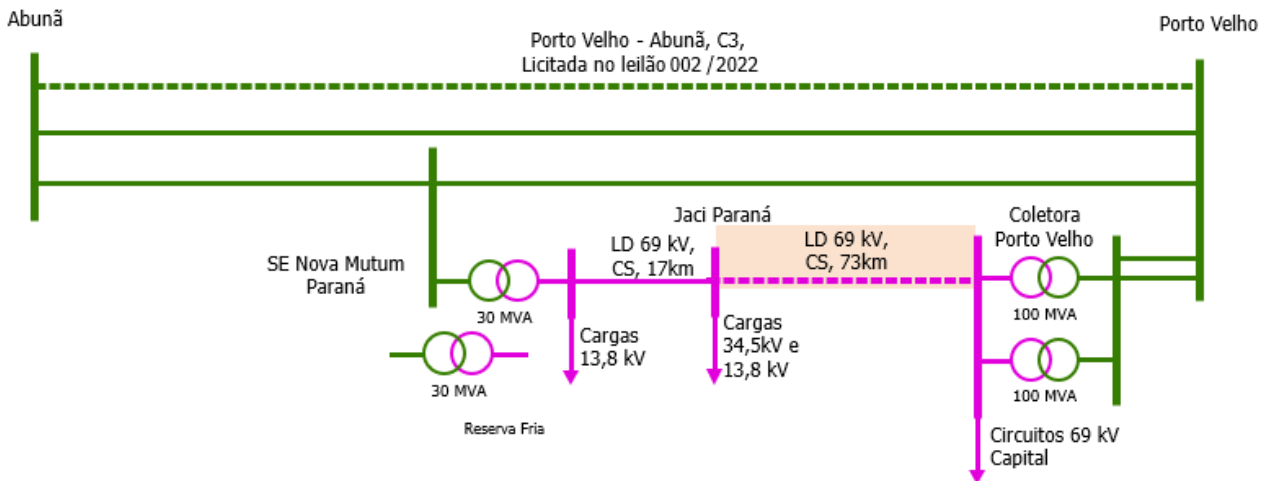 Abunã
Porto Velho
Porto Velho - Abunã, C3,
Licitada no leilão 002 /2022
Jaci Paraná
Coletora
Porto Velho
LD 69 kV,
CS, 17km
LD 69 kV,
CS, 73km
SE Nova Mutum
Paraná
30 MVA
100 MVA
Cargas
13,8 kV
Cargas
34,5kV e
13,8 kV
30 MVA
100 MVA
Reserva Fria
Circuitos 69 kV
Capital